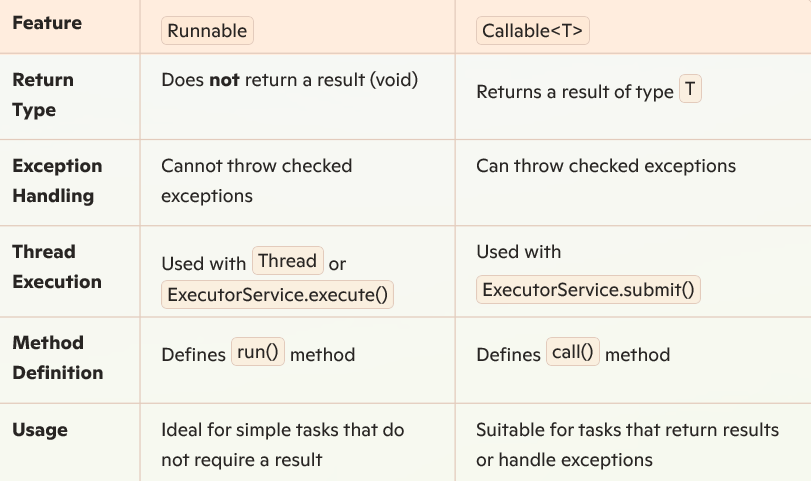 Feature Runnable Callable<T>
Return Type Does not return a result (void) Returns a result of type T
Exception Handling Cannot throw checked exceptions Can throw checked exceptions
Thread Execution Used with Thread or ExecutorService.execute() Used with ExecutorService.submit()
Method Definition Defines run() method Defines call() method
Usage Ideal for simple tasks that do not require a result Suitable for tasks that return results or handle exceptions